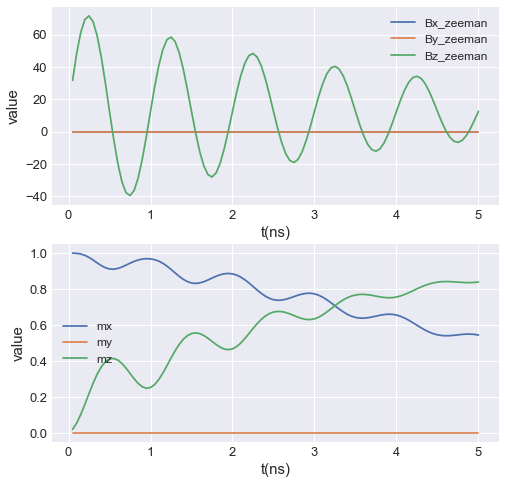 60
40
20
0
−20
−40
value
Bx_zeeman
By_zeeman
Bz_zeeman
0 1 2 3 4 5
t(ns)
1.0
0.8
0.6
0.4
0.2
0.0
value
mx
my
mz
0 1 2 3 4 5
t(ns)